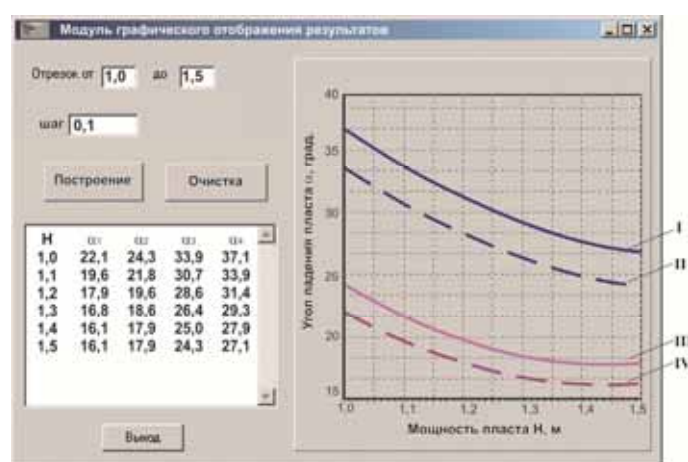 Модуль графического отображения результатов
Отрезок от 1,0 до 1,5
шаг 0,1
Построение Очистка
H α1 α2 α3 α4
1,0 22,1 24,3 33,9 37,1
1,1 19,6 21,8 30,7 33,9
1,2 17,9 19,6 28,6 31,4
1,3 16,8 18,6 26,4 29,3
1,4 16,1 17,9 25,0 27,9
1,5 16,1 17,9 24,3 27,1
Выход
Угол падения пласта α, град.
40
35
30
25
20
15
1,0 1,1 1,2 1,3 1,4 1,5
Мощность пласта H, м
I
II
III
IV